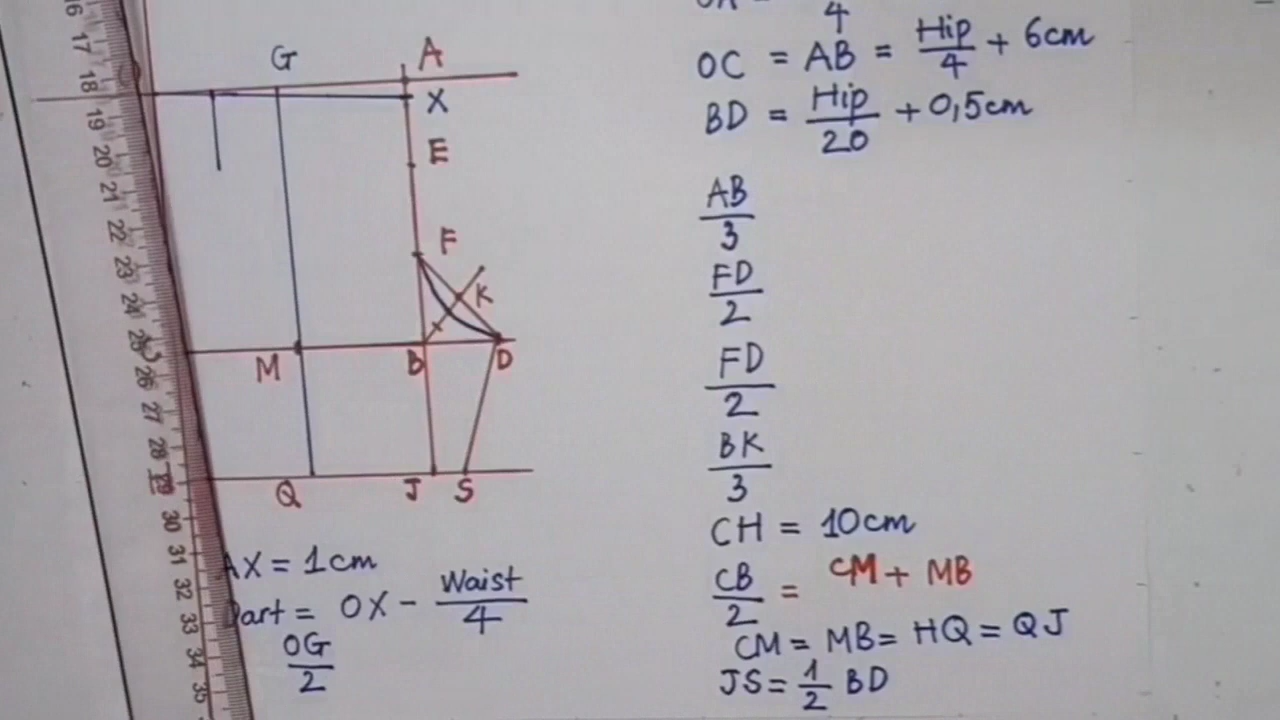 16
17
18
19
20
21
22
23
24
25
26
27
28
29
30
31
32
33
34
35
G A
X
E
F
K
M B D
Q J S
AX = 1cm
Dart = OX - Waist/4
OG/2
4
OC = AB = Hip/4 + 6cm
BD = Hip/20 + 0,5cm
AB/3
FD/2
FD/2
BK/3
CH = 10cm
CB/2 = CM + MB
CM = MB = HQ = QJ
JS = 1/2 BD